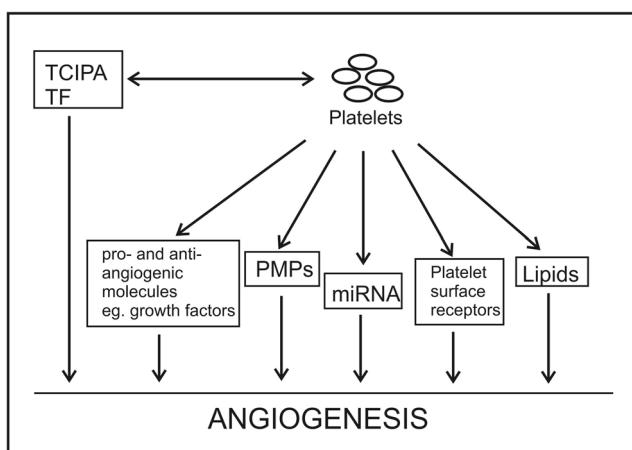 TCIPA
TF
Platelets
pro- and anti-
angiogenic
molecules
eg. growth factors
PMPs
miRNA
Platelet
surface
receptors
Lipids
ANGIOGENESIS